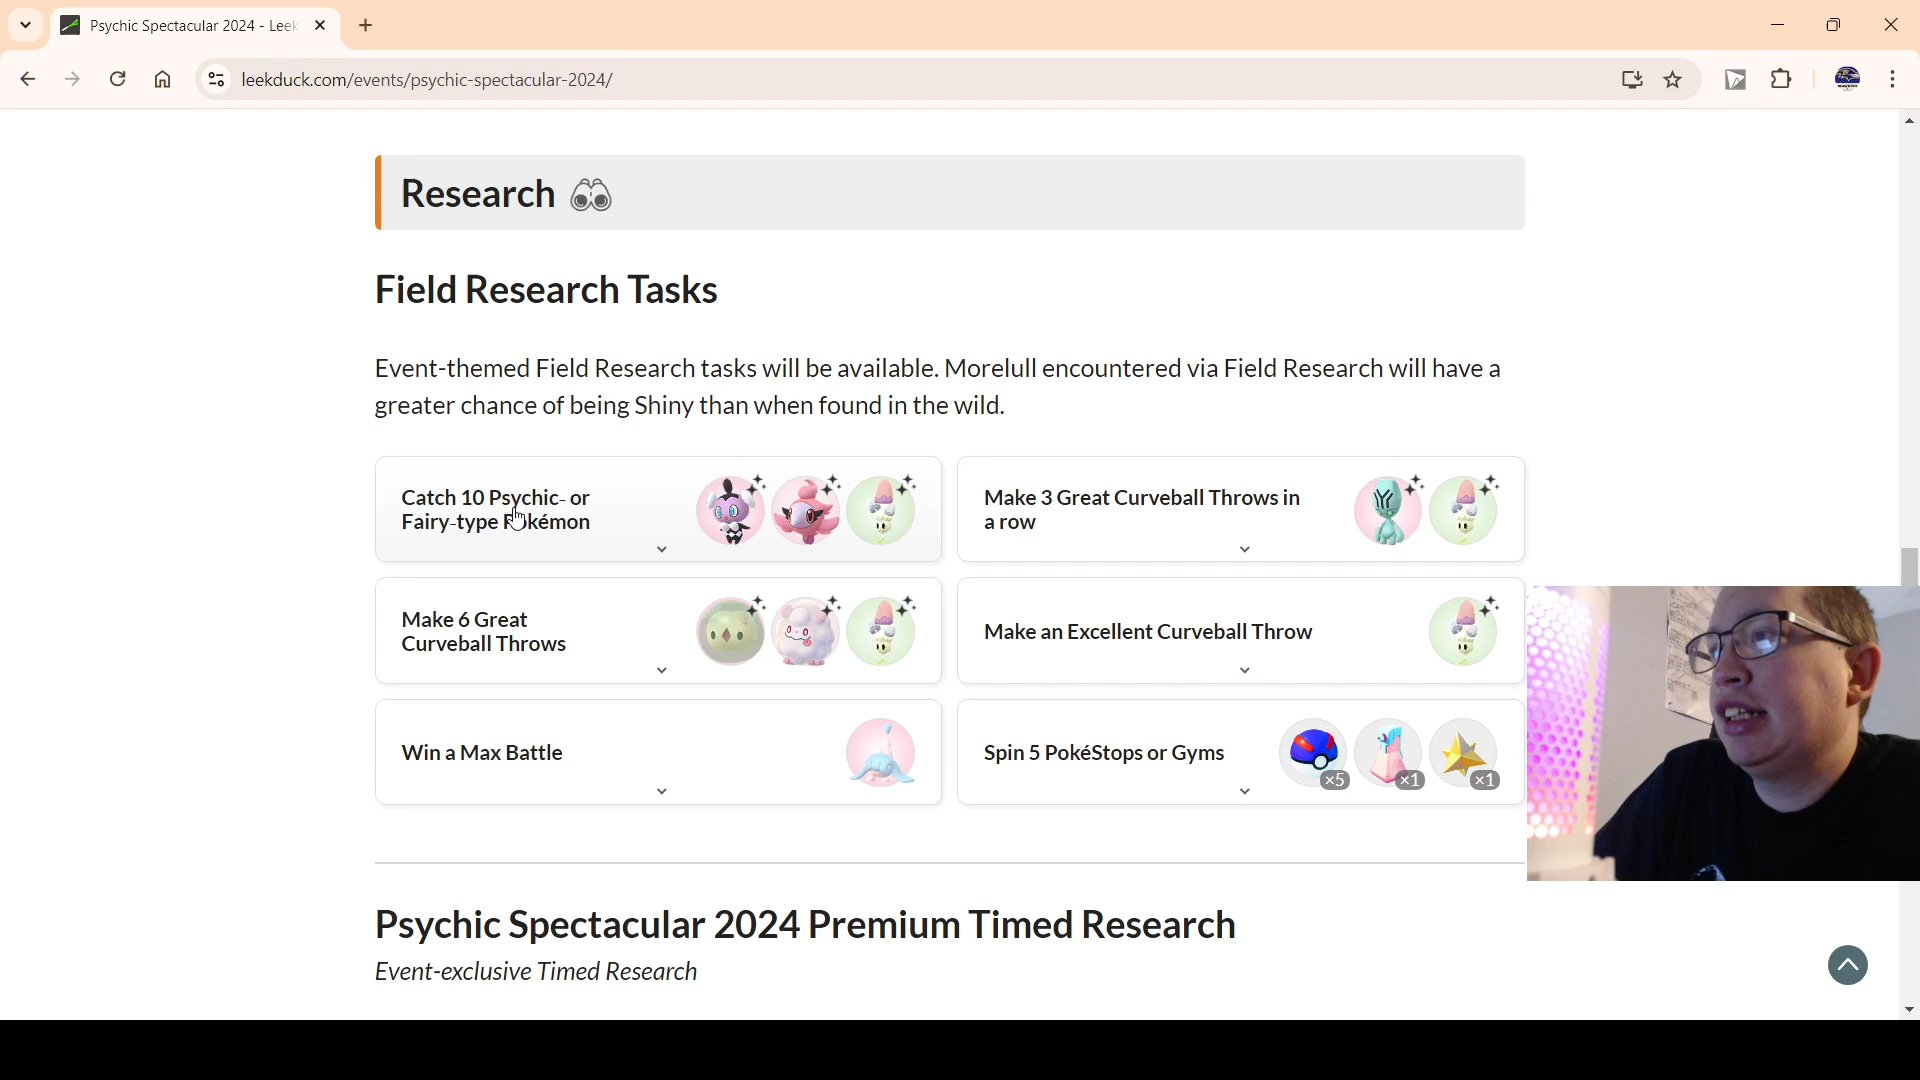 Psychic Spectacular 2024 - Leek
leekduck.com/events/psychic-spectacular-2024/
Research
Field Research Tasks
Event-themed Field Research tasks will be available. Morelull encountered via Field Research will have a
greater chance of being Shiny than when found in the wild.
Catch 10 Psychic- or
Fairy-type Pokémon
Make 3 Great Curveball Throws in
a row
Make 6 Great
Curveball Throws
Make an Excellent Curveball Throw
Win a Max Battle
Spin 5 PokéStops or Gyms
×5
×1
×1
Psychic Spectacular 2024 Premium Timed Research
Event-exclusive Timed Research